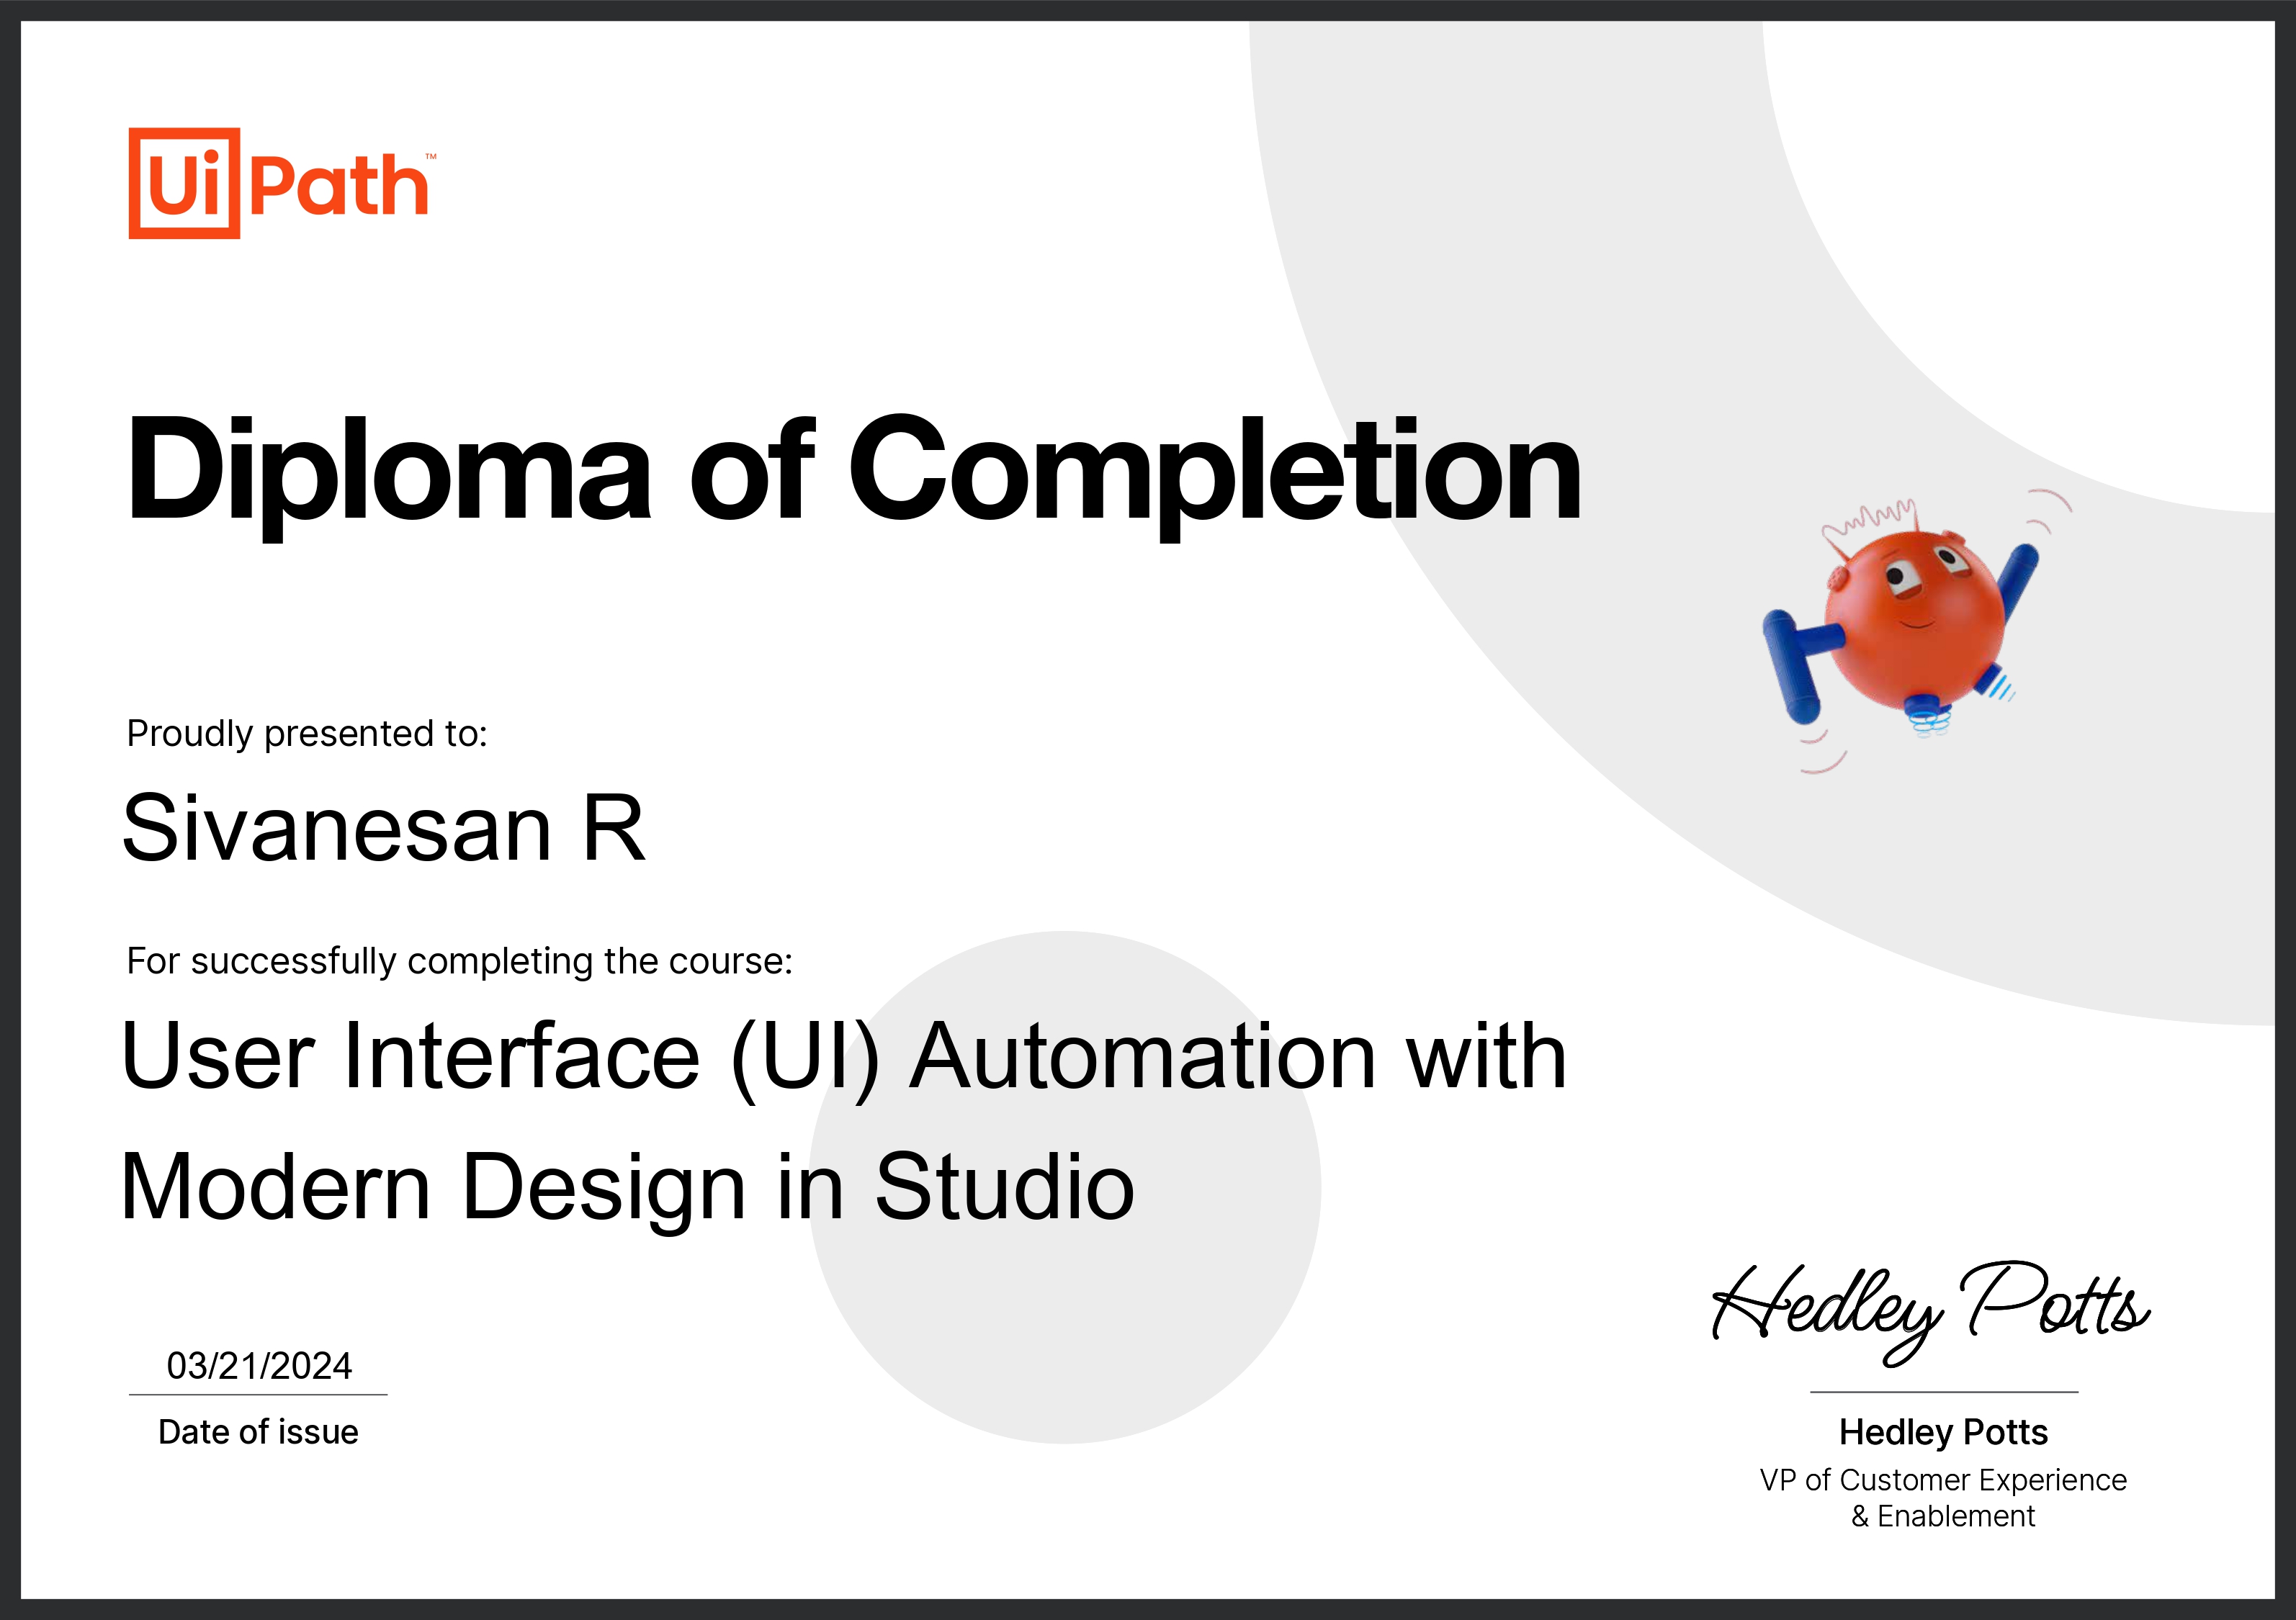 UiPath™
Diploma of Completion
Proudly presented to:
Sivanesan R
For successfully completing the course:
User Interface (UI) Automation with
Modern Design in Studio
03/21/2024
Date of issue
Hedley Potts
Hedley Potts
VP of Customer Experience
& Enablement